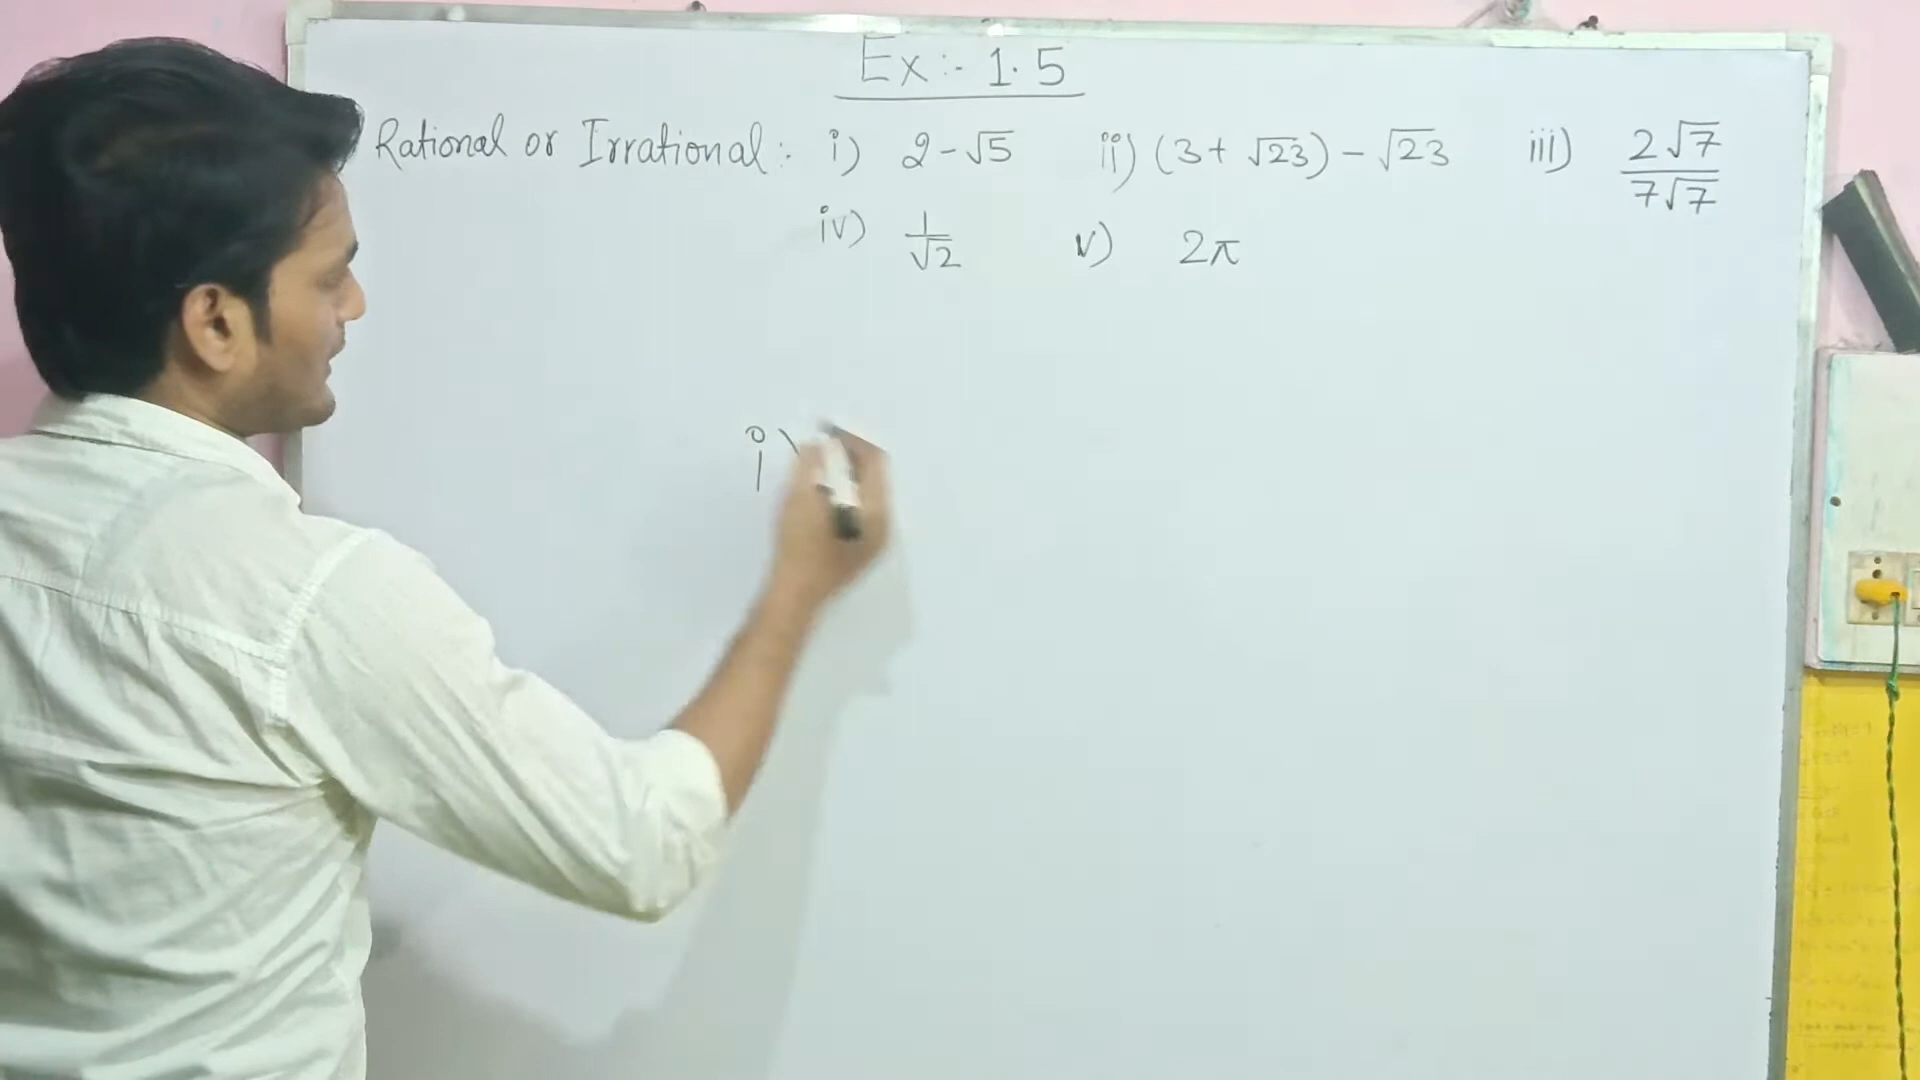 Ex:- 1.5
Rational or Irrational: i) 2-√5 ii) (3+ √23) - √23 iii) 2√7/7√7
iv) 1/√2 v) 2π
i)